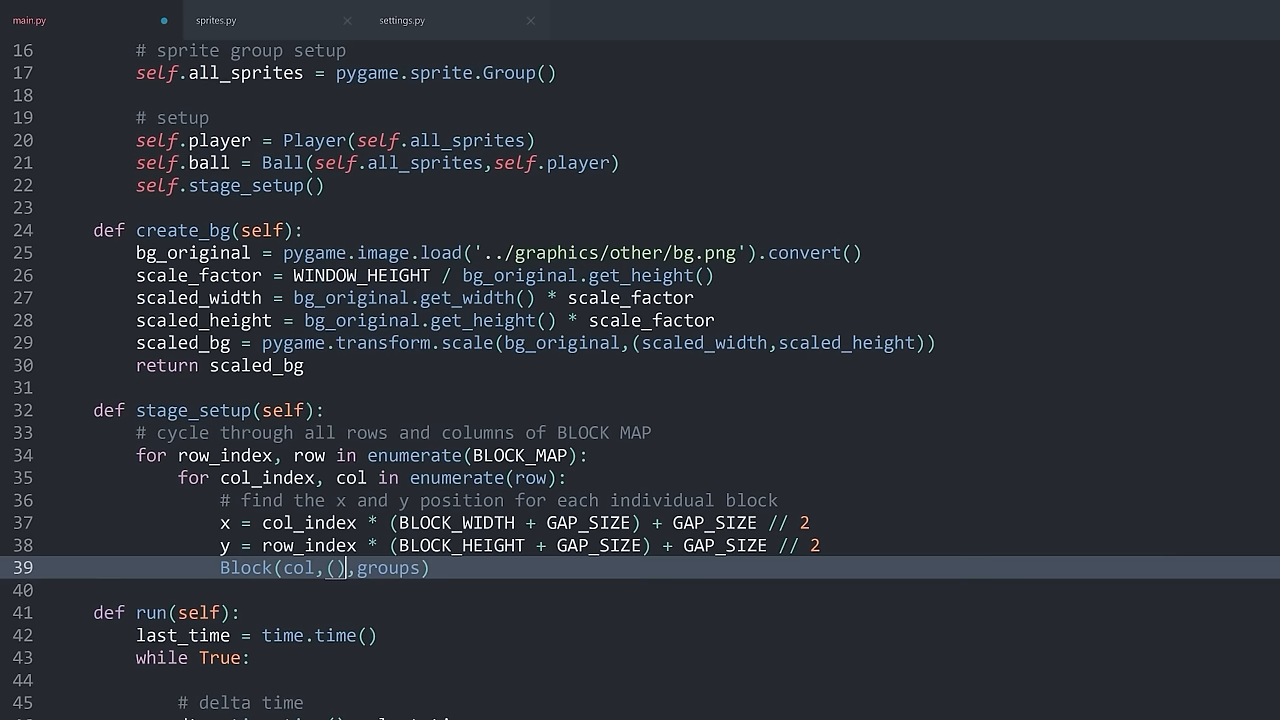 main.py sprites.py settings.py
16 # sprite group setup
17 self.all_sprites = pygame.sprite.Group()
18
19 # setup
20 self.player = Player(self.all_sprites)
21 self.ball = Ball(self.all_sprites,self.player)
22 self.stage_setup()
23
24 def create_bg(self):
25 bg_original = pygame.image.load('../graphics/other/bg.png').convert()
26 scale_factor = WINDOW_HEIGHT / bg_original.get_height()
27 scaled_width = bg_original.get_width() * scale_factor
28 scaled_height = bg_original.get_height() * scale_factor
29 scaled_bg = pygame.transform.scale(bg_original,(scaled_width,scaled_height))
30 return scaled_bg
31
32 def stage_setup(self):
33 # cycle through all rows and columns of BLOCK MAP
34 for row_index, row in enumerate(BLOCK_MAP):
35 for col_index, col in enumerate(row):
36 # find the x and y position for each individual block
37 x = col_index * (BLOCK_WIDTH + GAP_SIZE) + GAP_SIZE // 2
38 y = row_index * (BLOCK_HEIGHT + GAP_SIZE) + GAP_SIZE // 2
39 Block(col,(),groups)
40
41 def run(self):
42 last_time = time.time()
43 while True:
44
45 # delta time